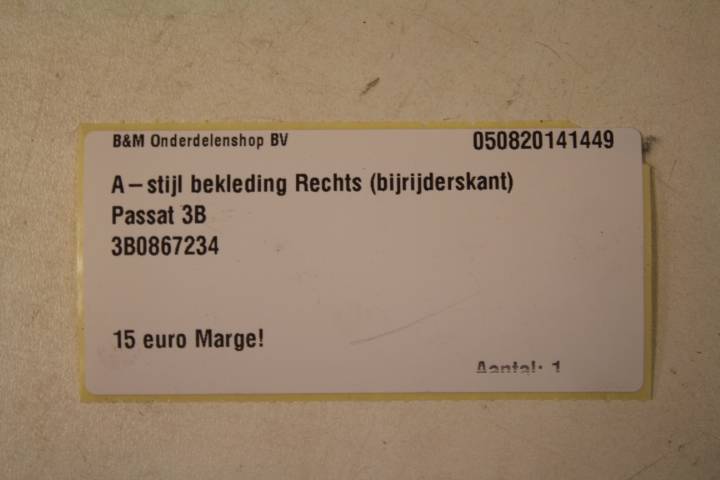 B&M Onderdelenshop BV 050820141449
A-stijl bekleding Rechts (bijrijderskant)
Passat 3B
3B0867234
15 euro Marge!
Aantal: 1